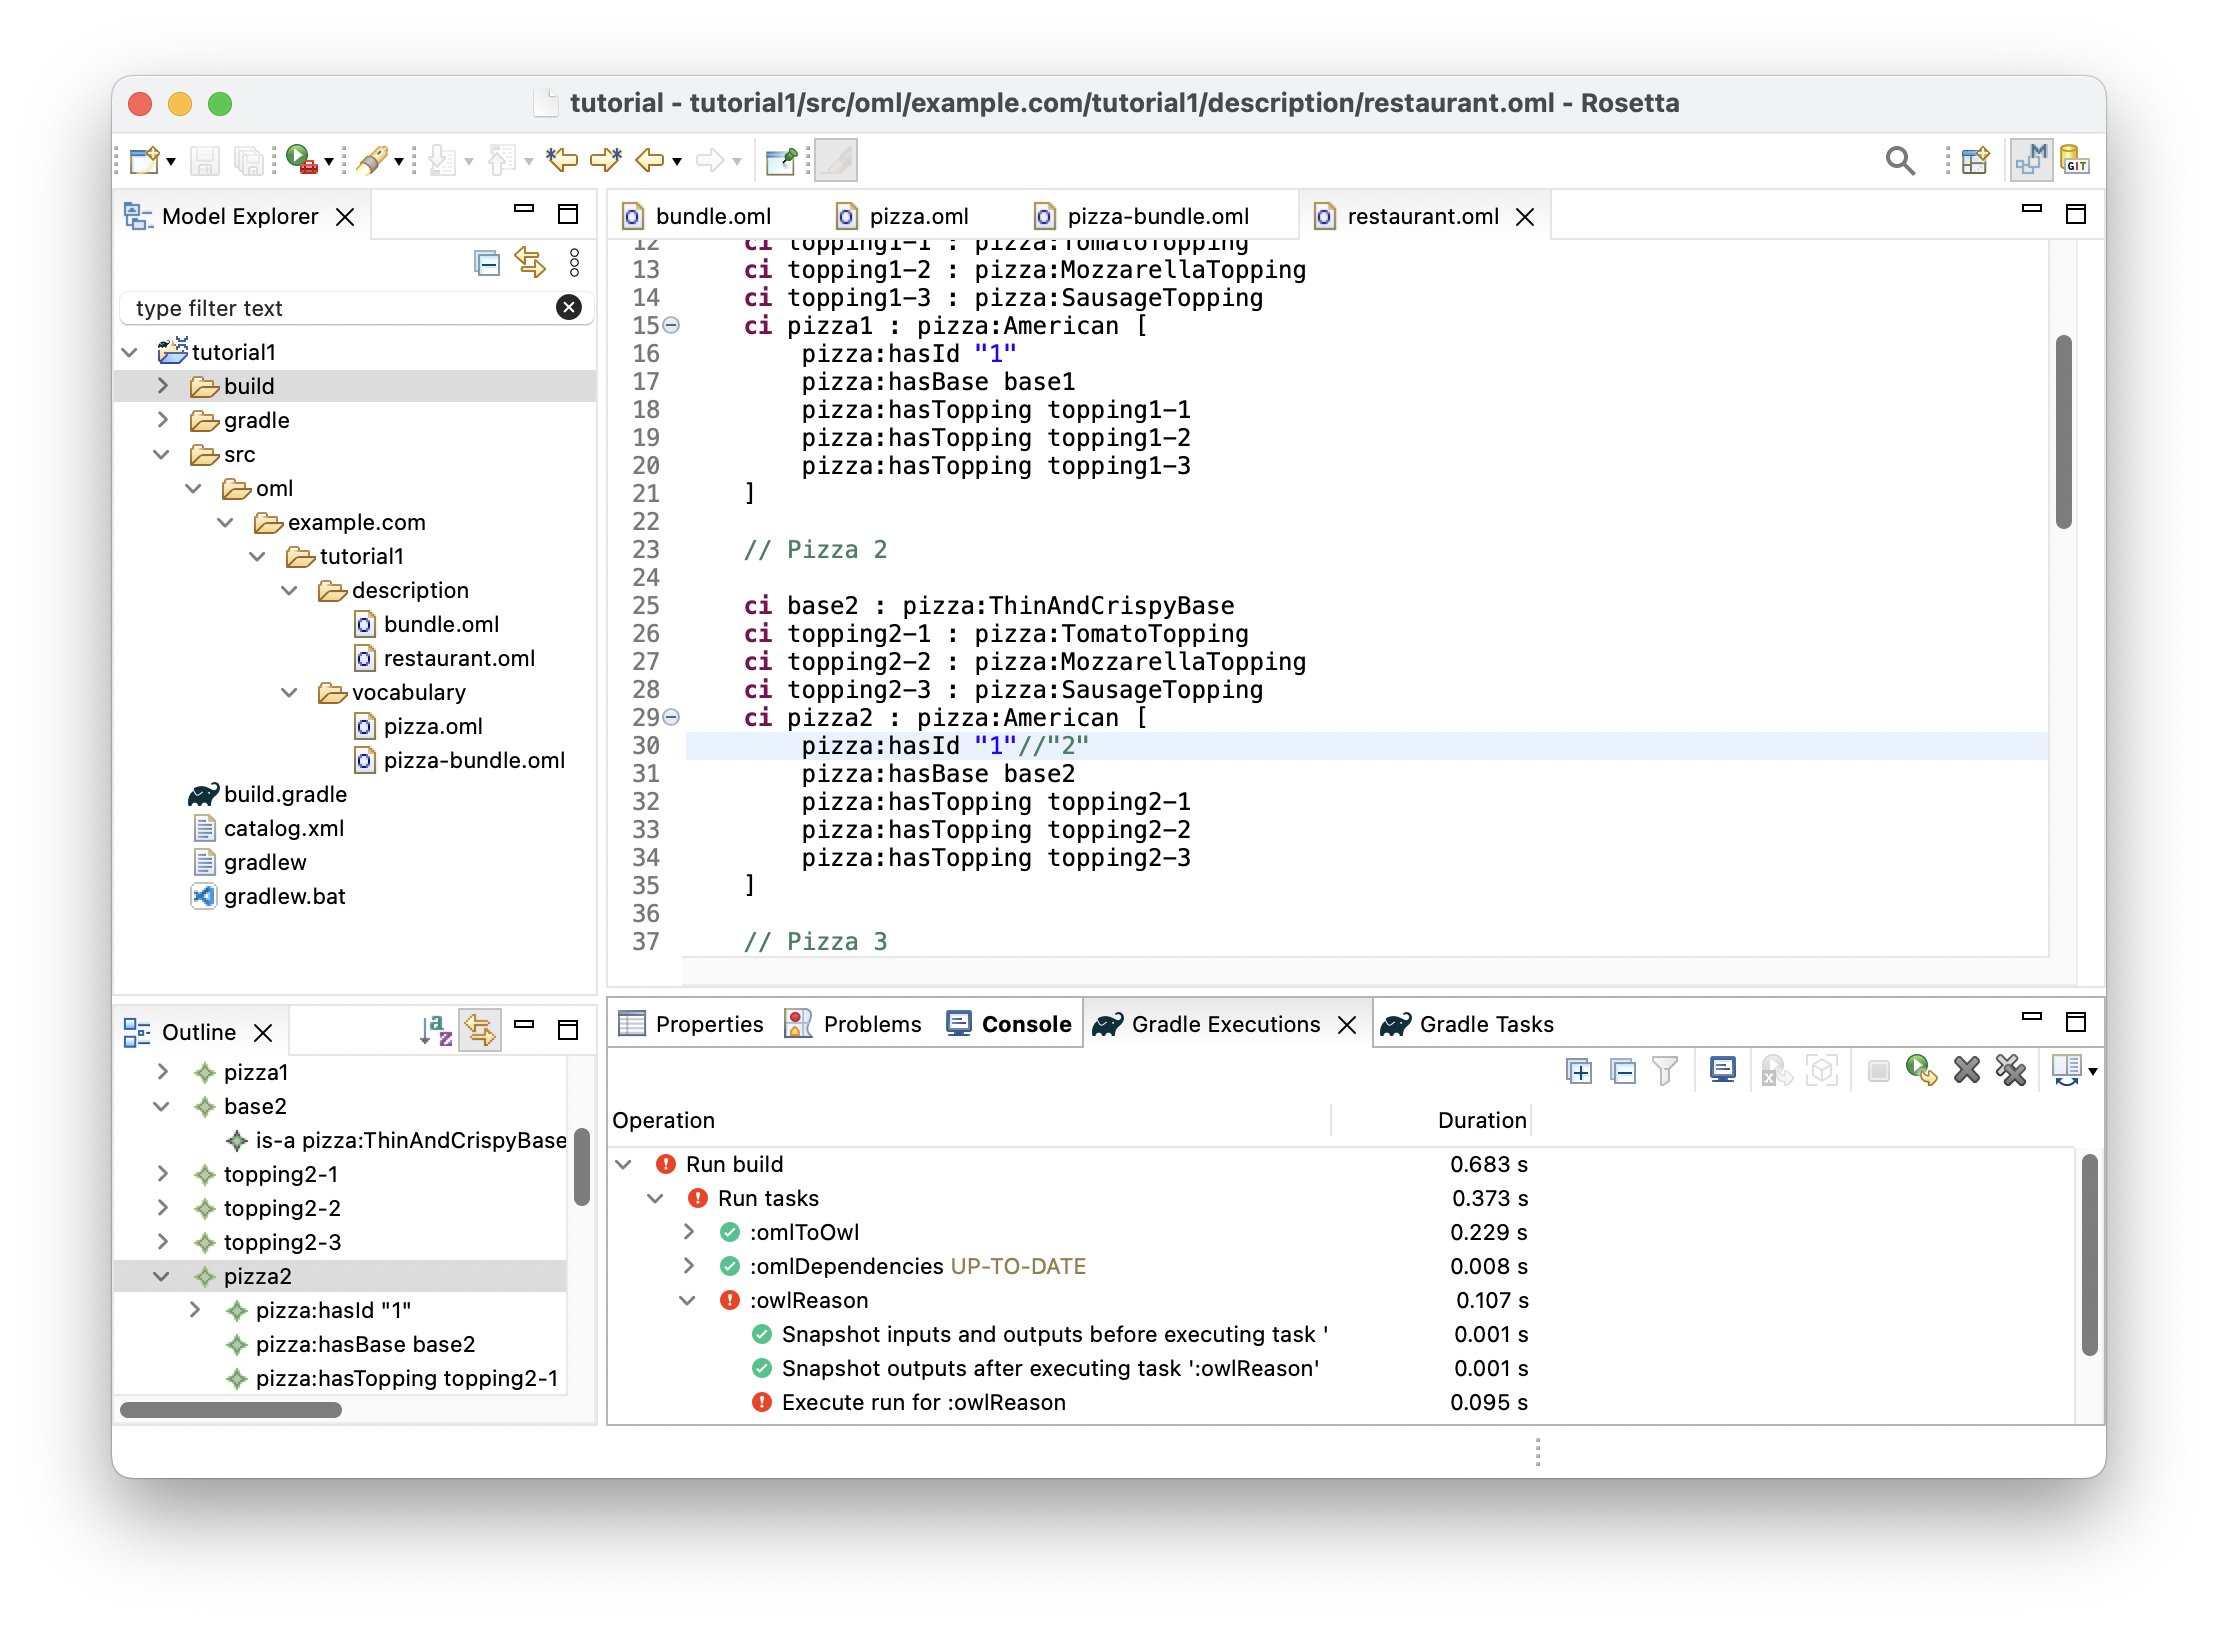 tutorial - tutorial1/src/oml/example.com/tutorial1/description/restaurant.oml - Rosetta
GIT
Model Explorer
type filter text
tutorial1
build
gradle
src
oml
example.com
tutorial1
description
bundle.oml
restaurant.oml
vocabulary
pizza.oml
pizza-bundle.oml
build.gradle
catalog.xml
gradlew
gradlew.bat
bundle.oml pizza.oml pizza-bundle.oml restaurant.oml
12 ci topping1-1 : pizza:TomatoTopping
13 ci topping1-2 : pizza:MozzarellaTopping
14 ci topping1-3 : pizza:SausageTopping
15 ci pizza1 : pizza:American [
16 pizza:hasId "1"
17 pizza:hasBase base1
18 pizza:hasTopping topping1-1
19 pizza:hasTopping topping1-2
20 pizza:hasTopping topping1-3
21 ]
22
23 // Pizza 2
24
25 ci base2 : pizza:ThinAndCrispyBase
26 ci topping2-1 : pizza:TomatoTopping
27 ci topping2-2 : pizza:MozzarellaTopping
28 ci topping2-3 : pizza:SausageTopping
29 ci pizza2 : pizza:American [
30 pizza:hasId "1"//"2"
31 pizza:hasBase base2
32 pizza:hasTopping topping2-1
33 pizza:hasTopping topping2-2
34 pizza:hasTopping topping2-3
35 ]
36
37 // Pizza 3
Outline
pizza1
base2
is-a pizza:ThinAndCrispyBase
topping2-1
topping2-2
topping2-3
pizza2
pizza:hasId "1"
pizza:hasBase base2
pizza:hasTopping topping2-1
Properties Problems Console Gradle Executions Gradle Tasks
Operation Duration
Run build 0.683 s
Run tasks 0.373 s
:omlToOwl 0.229 s
:omlDependencies UP-TO-DATE 0.008 s
:owlReason 0.107 s
Snapshot inputs and outputs before executing task ' 0.001 s
Snapshot outputs after executing task ':owlReason' 0.001 s
Execute run for :owlReason 0.095 s